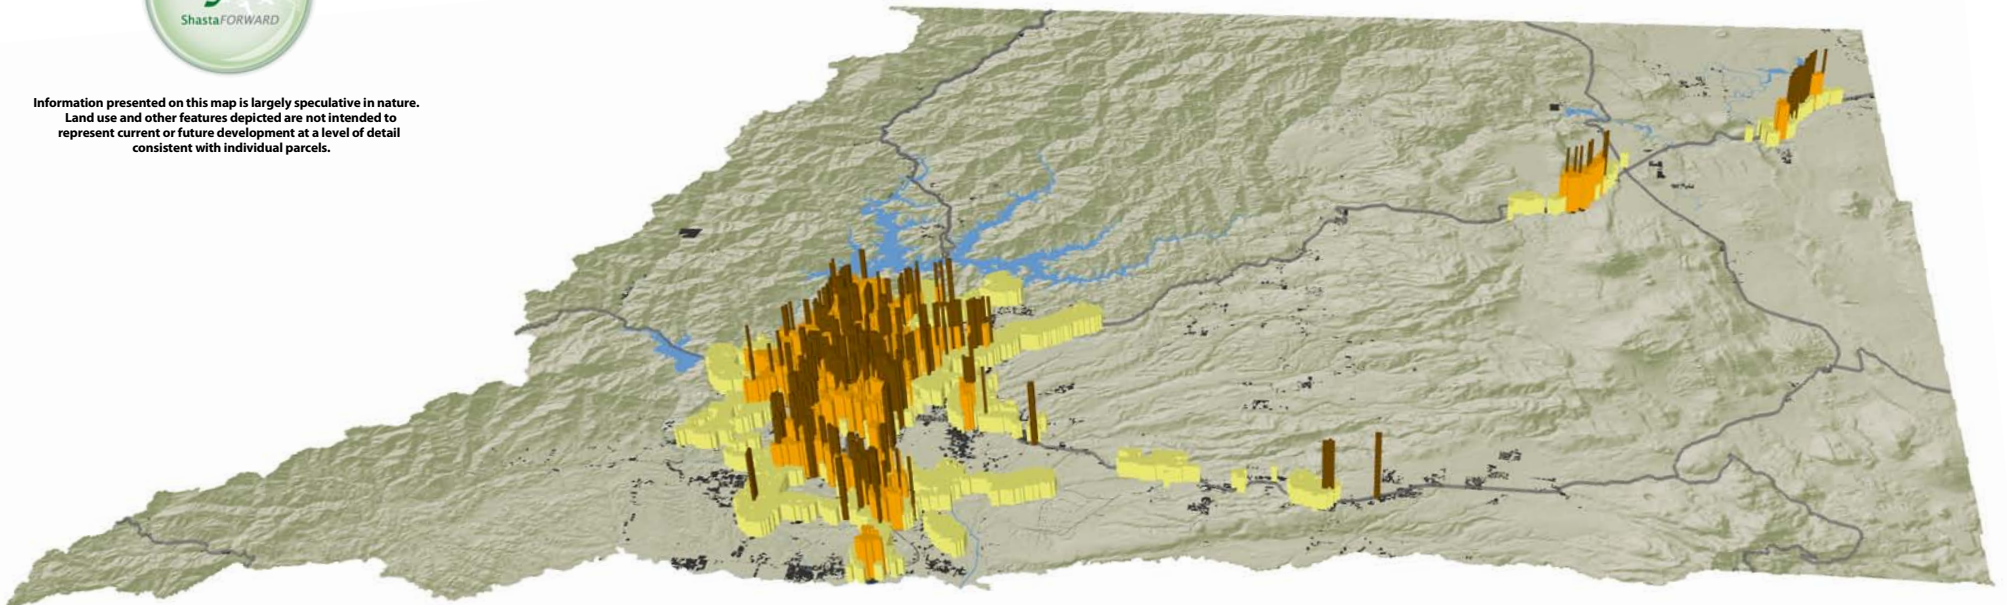 ShastaFORWARD
Information presented on this map is largely speculative in nature.
Land use and other features depicted are not intended to
represent current or future development at a level of detail
consistent with individual parcels.